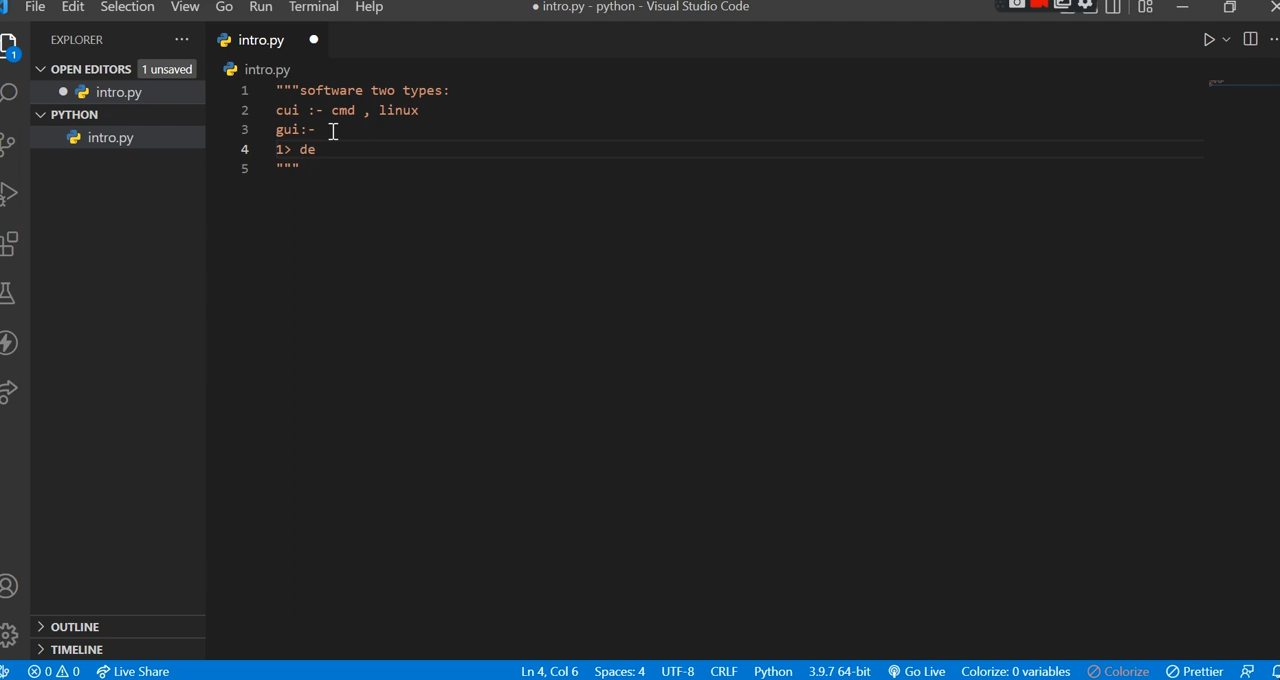 File Edit Selection View Go Run Terminal Help
● intro.py - python - Visual Studio Code
EXPLORER ···
intro.py ●
OPEN EDITORS 1 unsaved
● intro.py
PYTHON
intro.py
intro.py
1 """software two types:
2 cui :- cmd , linux
3 gui:-
4 1> de
5 """
1
OUTLINE
TIMELINE
0 0 Live Share
Ln 4, Col 6 Spaces: 4 UTF-8 CRLF Python 3.9.7 64-bit Go Live Colorize: 0 variables Colorize Prettier